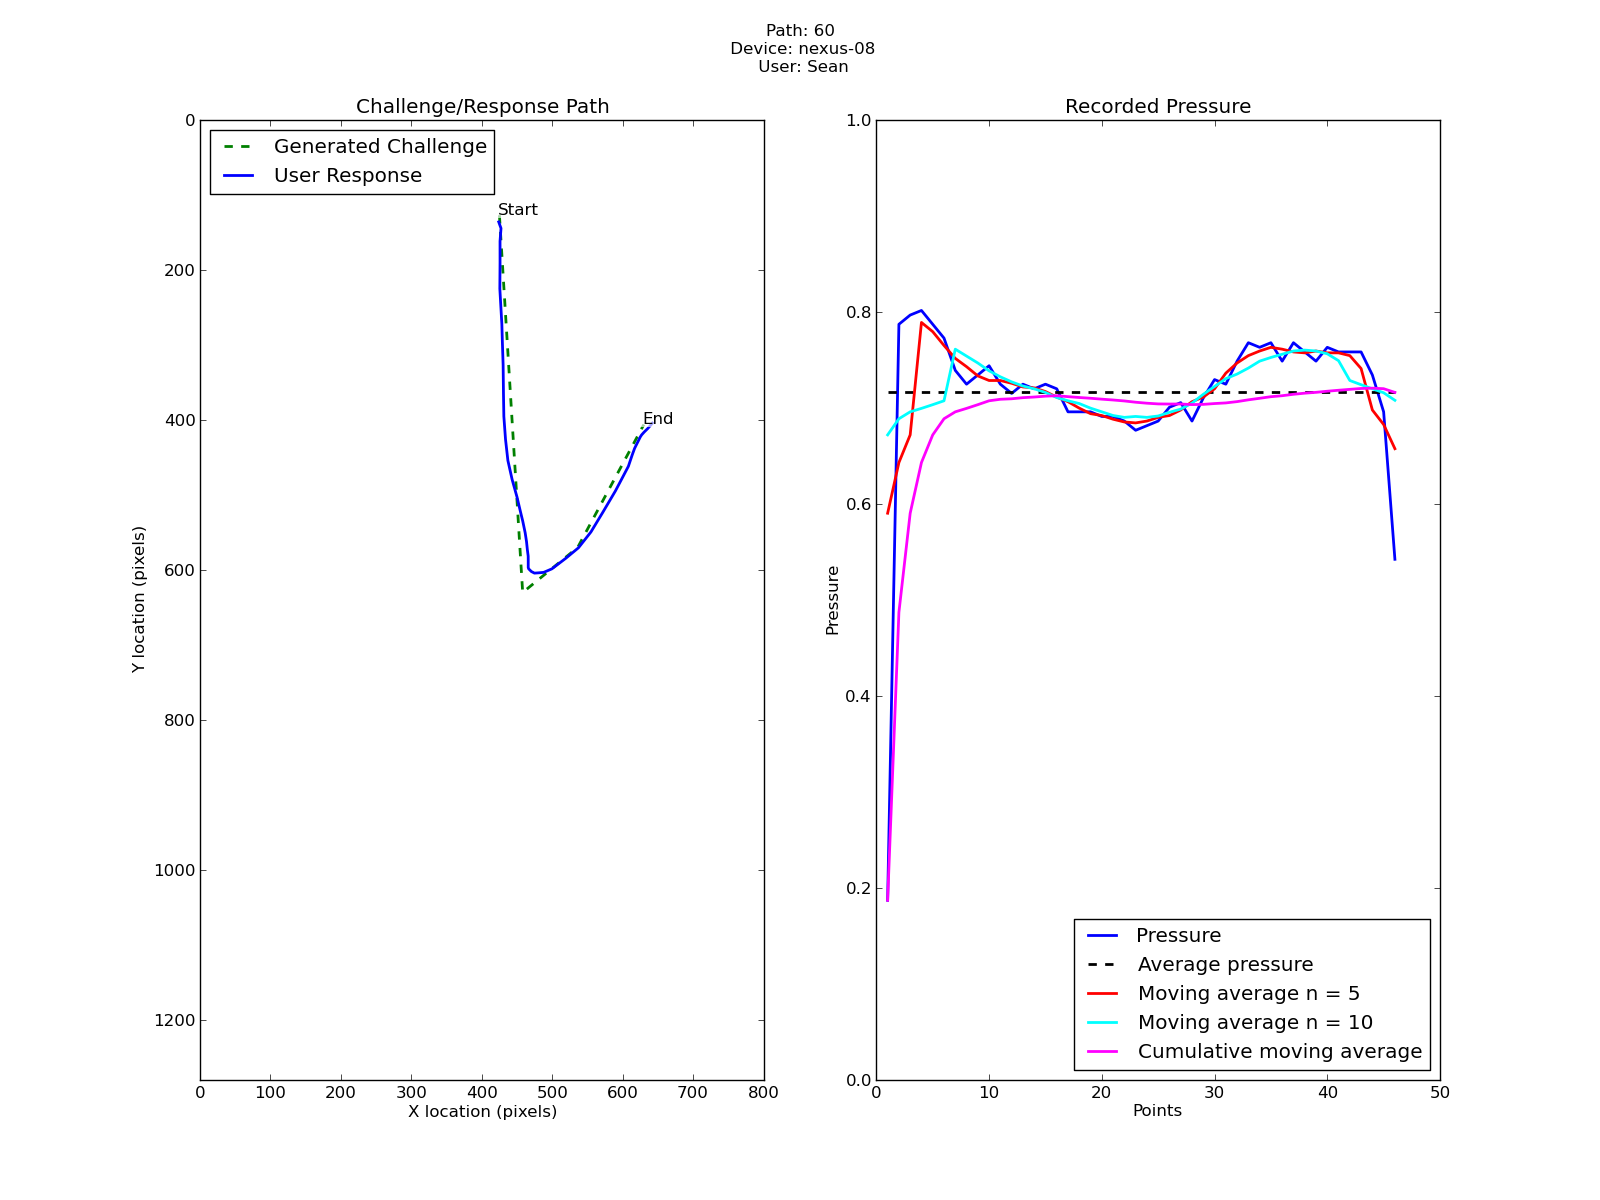 Path: 60
Device: nexus-08
User: Sean
Challenge/Response Path
Generated Challenge
User Response
Start
End
0
200
400
600
800
1000
1200
Y location (pixels)
0 100 200 300 400 500 600 700 800
X location (pixels)
Recorded Pressure
1.0
0.8
0.6
0.4
0.2
0.0
Pressure
Pressure
Average pressure
Moving average n = 5
Moving average n = 10
Cumulative moving average
0 10 20 30 40 50
Points